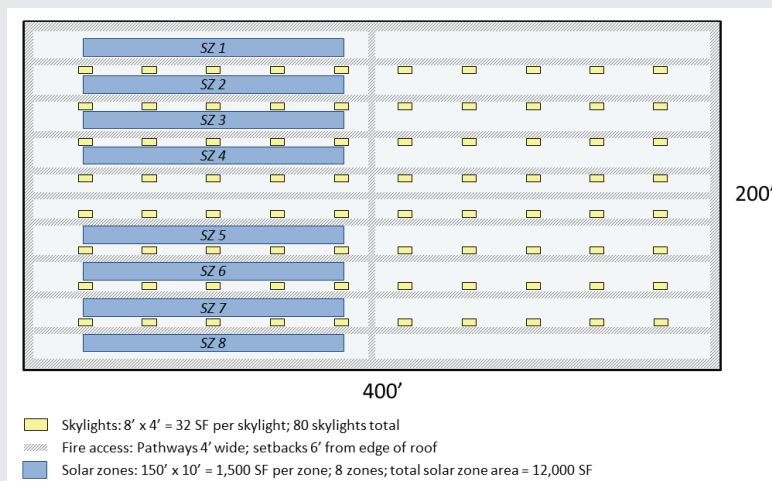 SZ 1
SZ 2
SZ 3
SZ 4
200'
SZ 5
SZ 6
SZ 7
SZ 8
400'
Skylights: 8' x 4' = 32 SF per skylight; 80 skylights total
Fire access: Pathways 4' wide; setbacks 6' from edge of roof
Solar zones: 150' x 10' = 1,500 SF per zone; 8 zones; total solar zone area = 12,000 SF